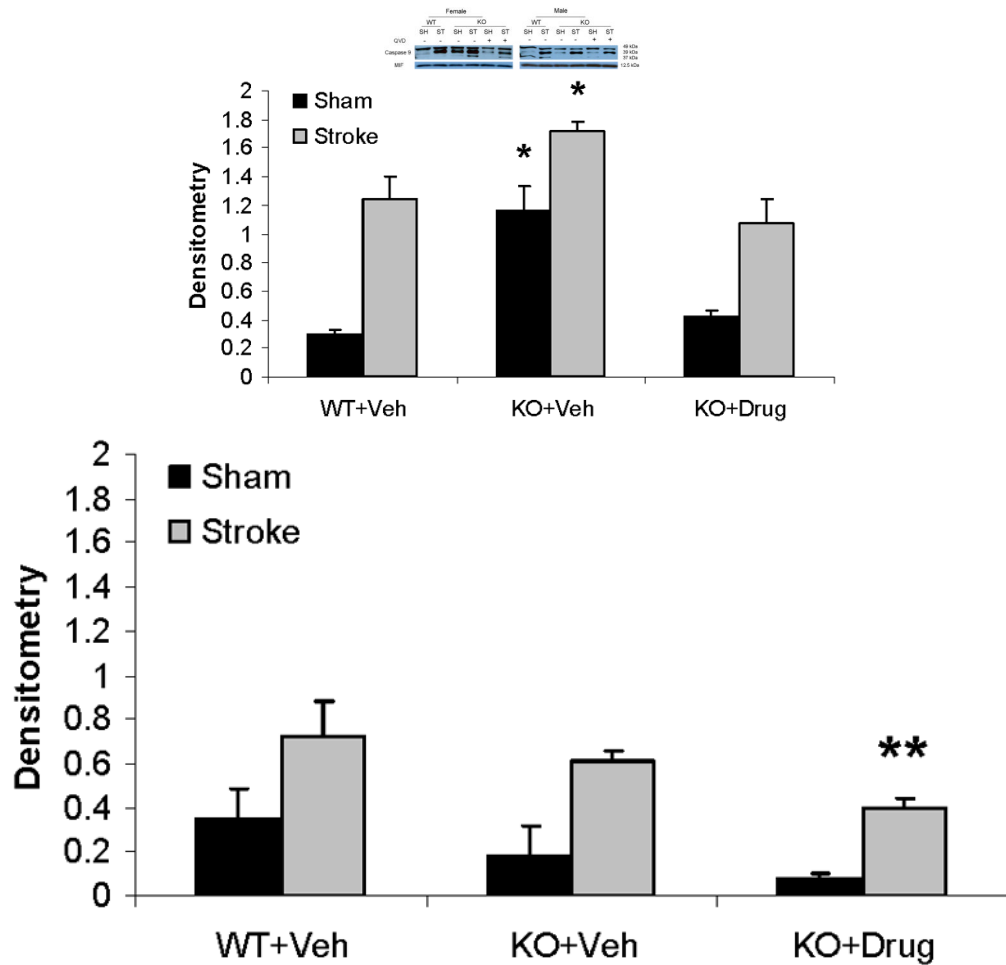 Female Male
WT KO WT KO
SH ST SH ST SH ST SH ST SH ST SH ST
GVD - - - - + + - - - - + +
Caspase 9 49 kDa
39 kDa
37 kDa
MIF 12.5 kDa
Sham
Stroke
Densitometry
2
1.8
1.6
1.4
1.2
1
0.8
0.6
0.4
0.2
0
*
*
WT+Veh KO+Veh KO+Drug
Sham
Stroke
Densitometry
2
1.8
1.6
1.4
1.2
1
0.8
0.6
0.4
0.2
0
**
WT+Veh KO+Veh KO+Drug